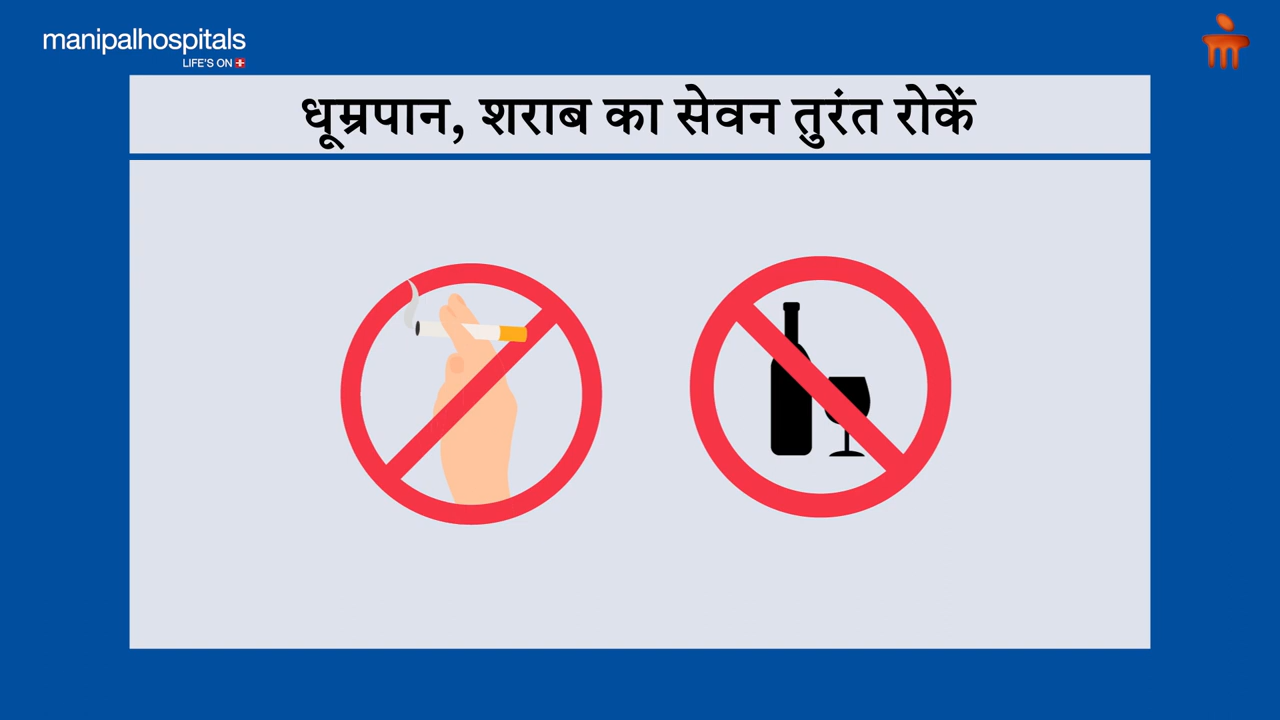 manipalhospitals
LIFE'S ON
धूम्रपान, शराब का सेवन तुरंत रोकें